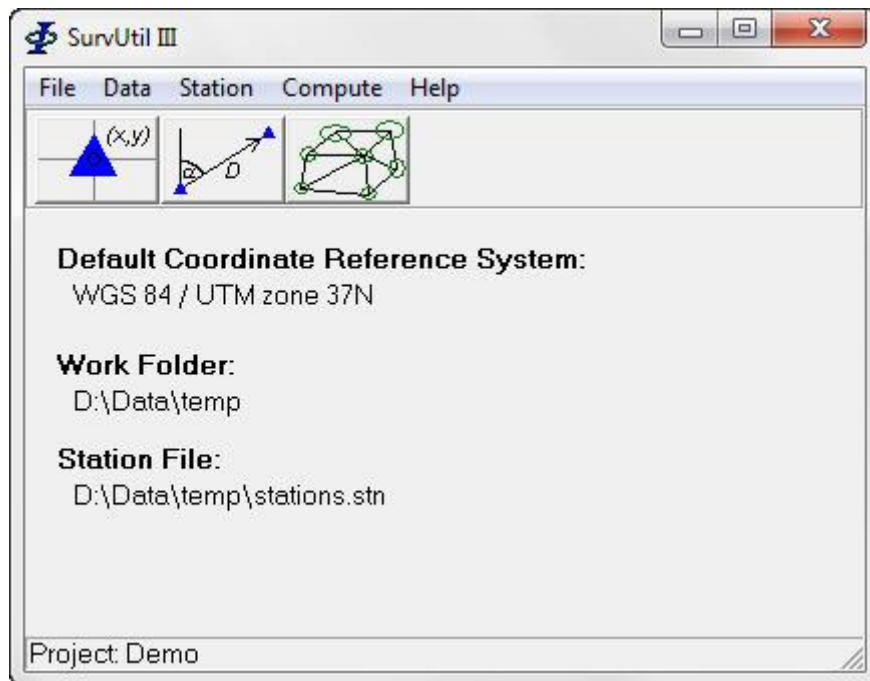 SurvUtil III
File Data Station Compute Help
(x,y)
α D
Default Coordinate Reference System:
WGS 84 / UTM zone 37N
Work Folder:
D:\Data\temp
Station File:
D:\Data\temp\stations.stn
Project: Demo